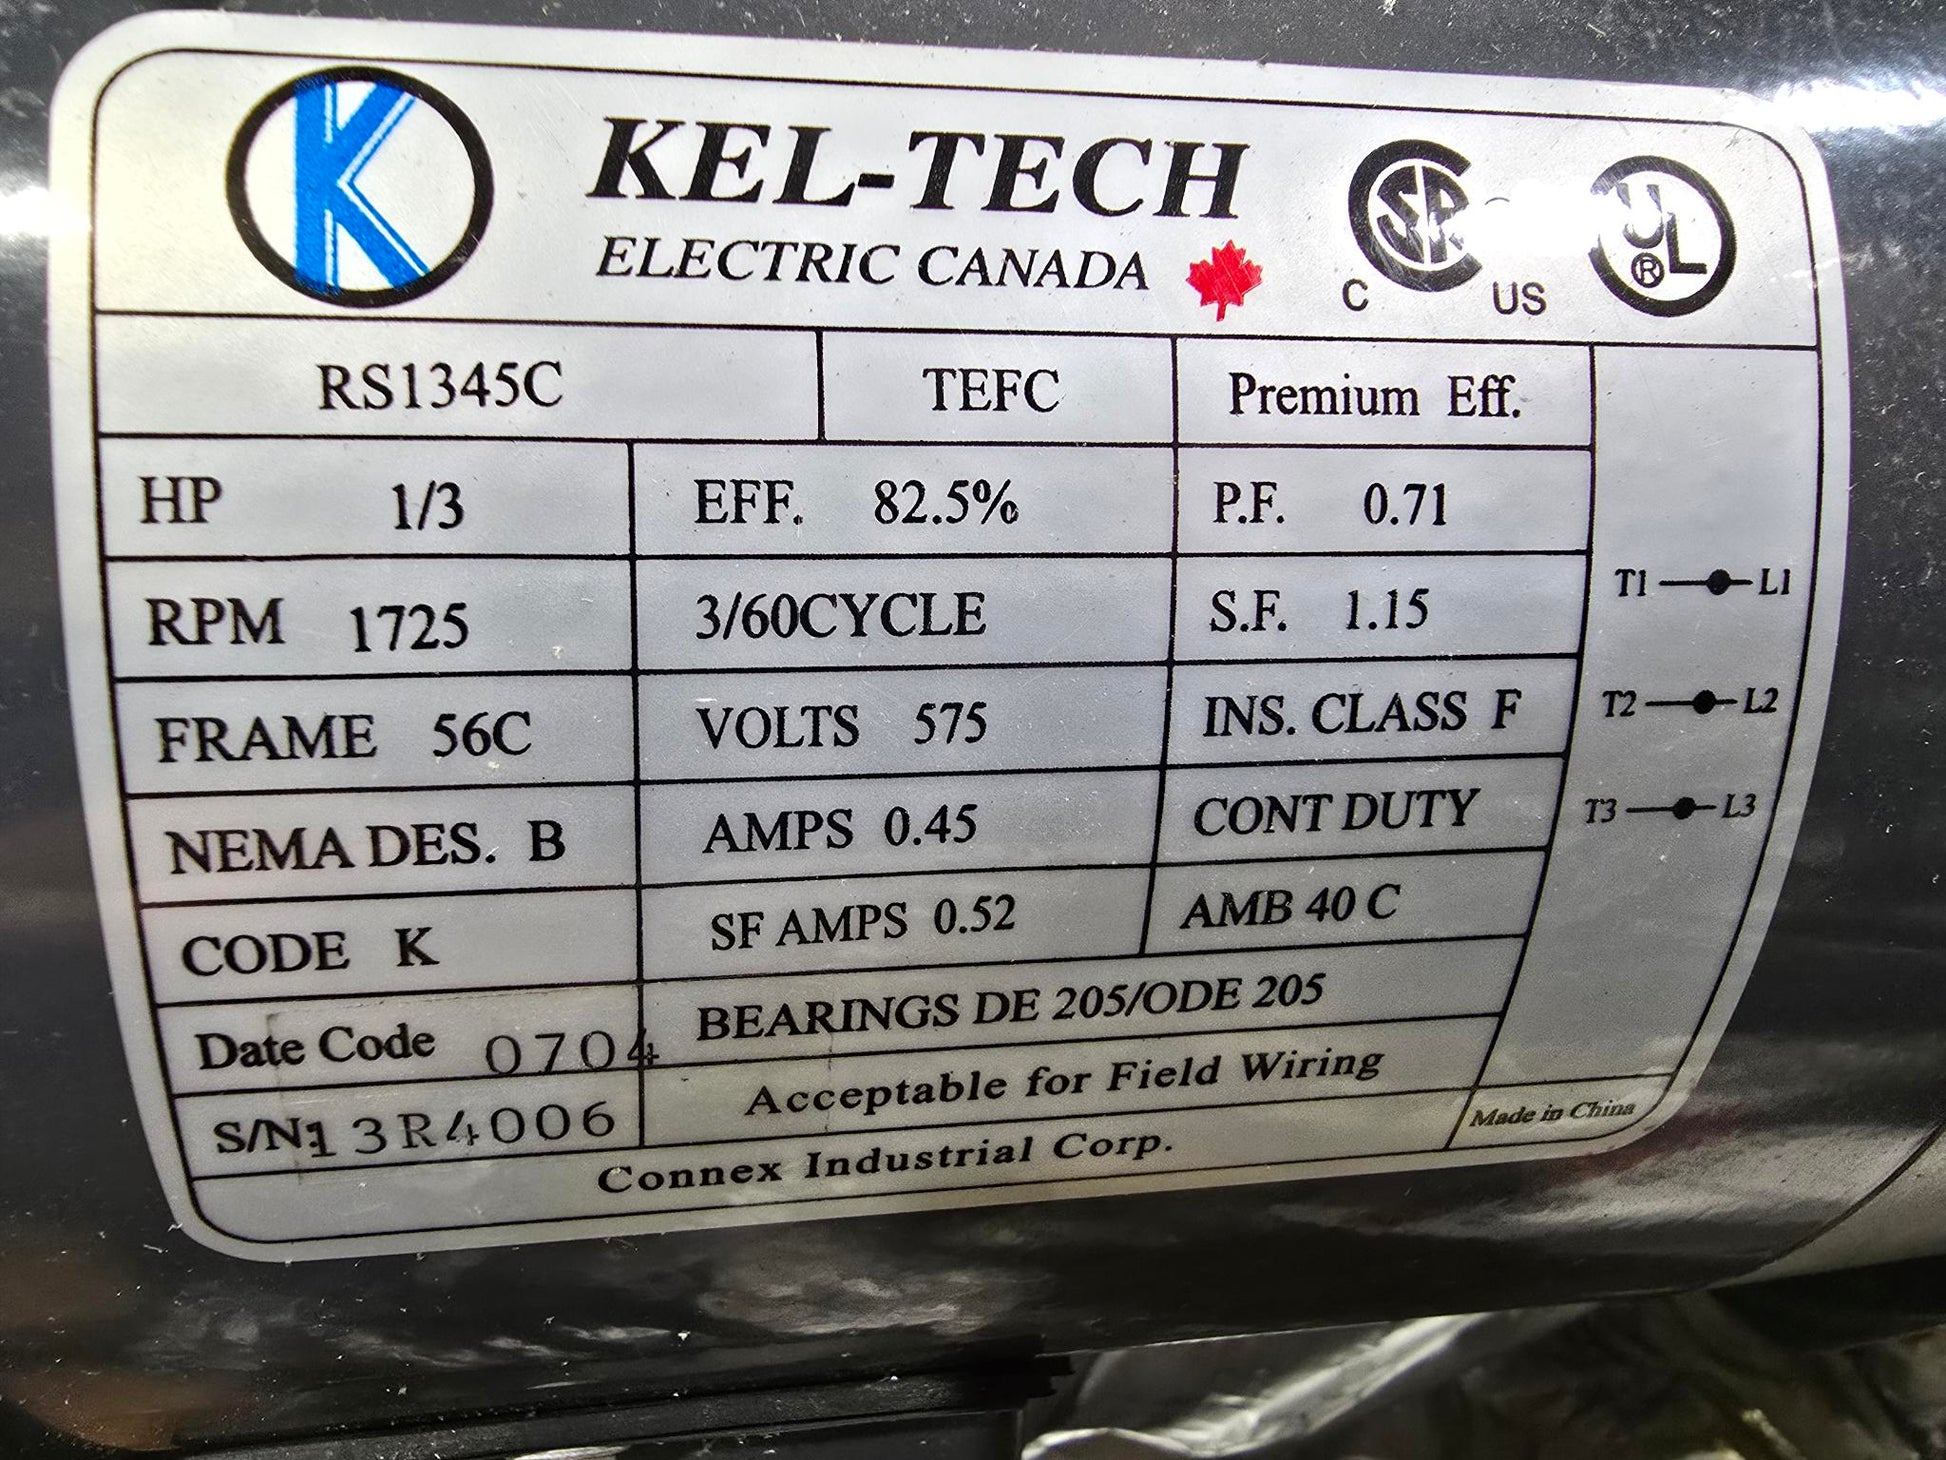 K
KEL-TECH
ELECTRIC CANADA
C SA US
UL ®
RS1345C TEFC Premium Eff.
HP 1/3 EFF. 82.5% P.F. 0.71
RPM 1725 3/60CYCLE S.F. 1.15
T1 L1
FRAME 56C VOLTS 575 INS. CLASS F
T2 L2
NEMA DES. B AMPS 0.45 CONT DUTY
T3 L3
CODE K SF AMPS 0.52 AMB 40 C
Date Code 0704 BEARINGS DE 205/ODE 205
S/N:13R4006 Acceptable for Field Wiring
Connex Industrial Corp. Made in China